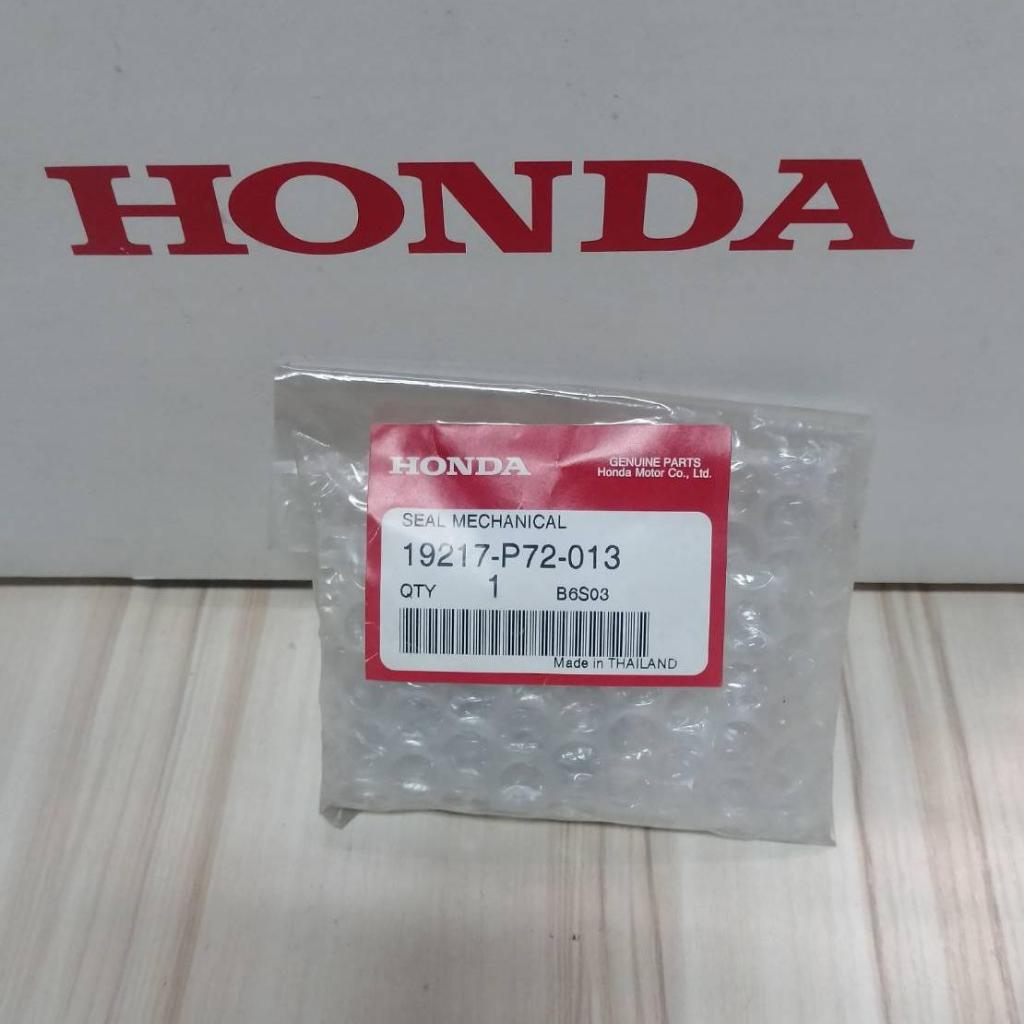 HONDA
HONDA
GENUINE PARTS
Honda Motor Co., Ltd.
SEAL MECHANICAL
19217-P72-013
QTY 1 B6S03
Made in THAILAND